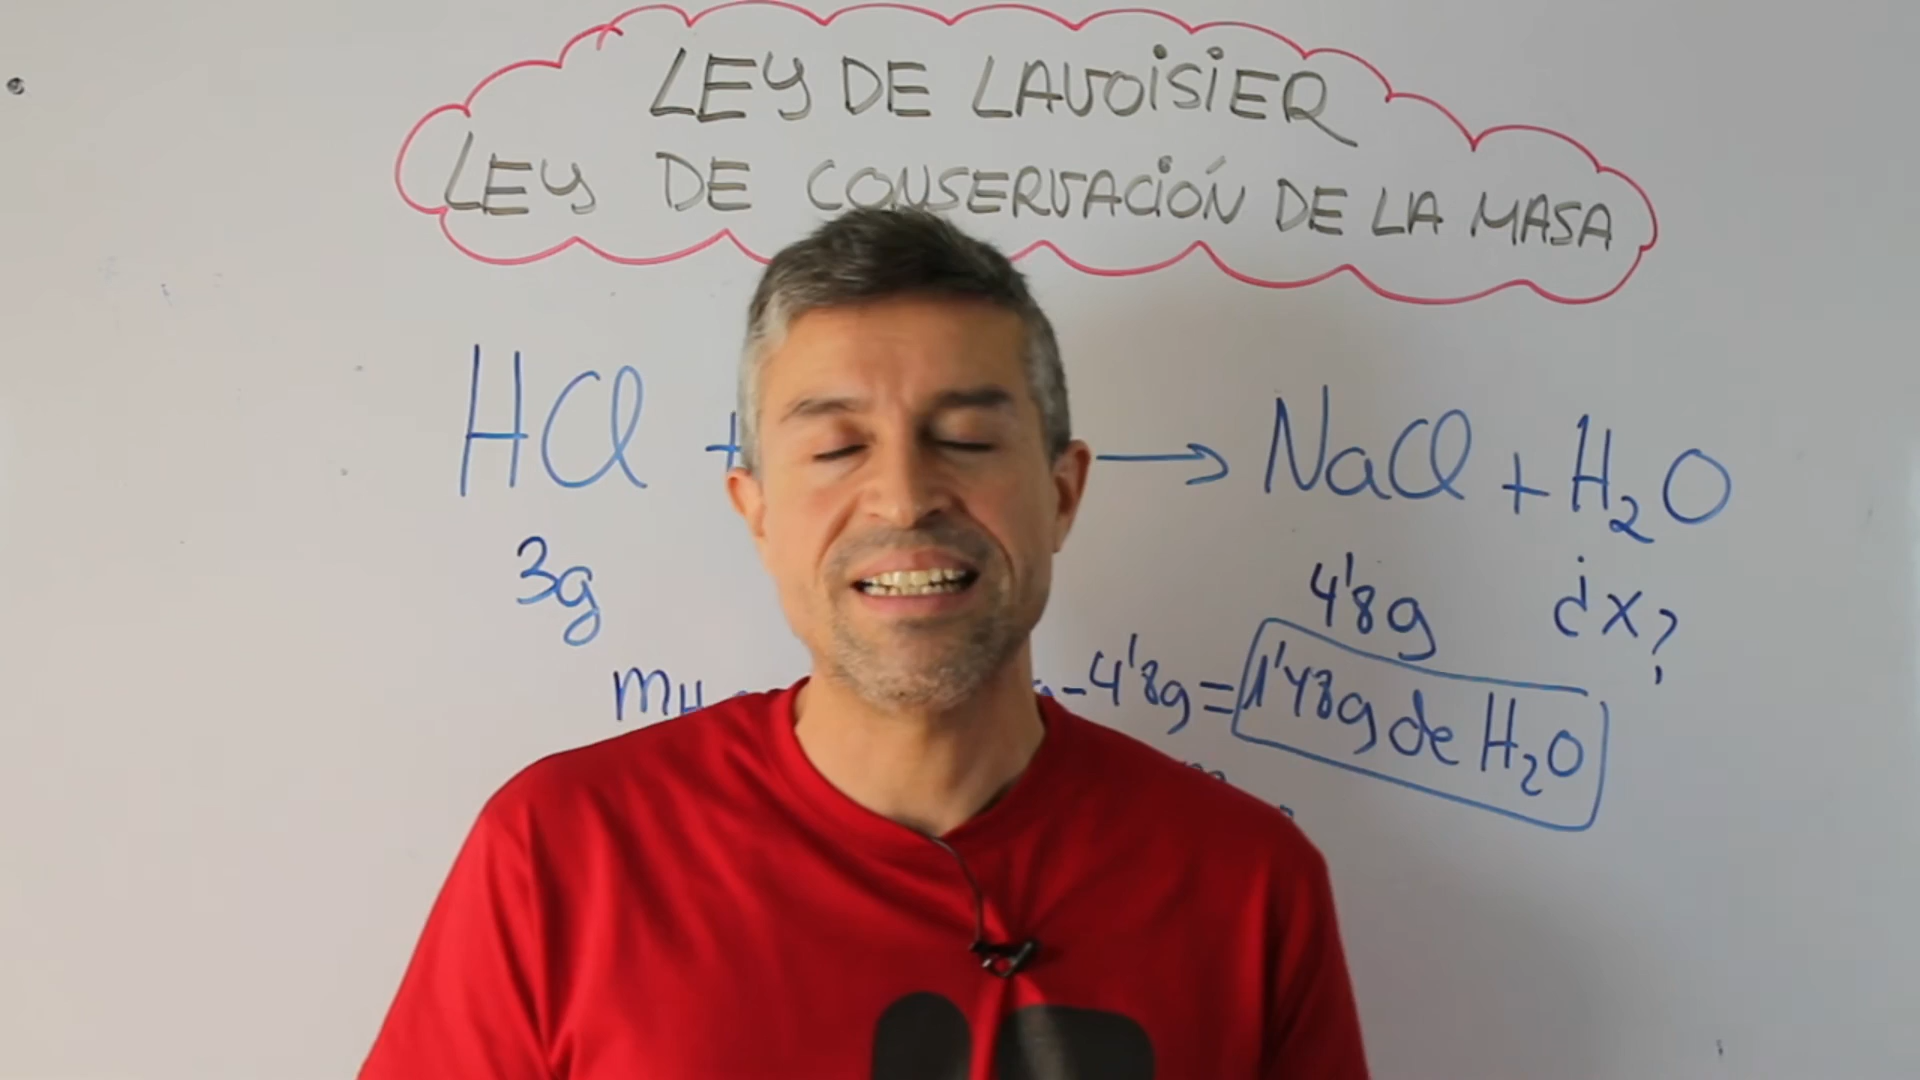 LEY DE LAVOISIER
LEY DE CONSERVACIÓN DE LA MASA
HCl + → NaCl + H₂O
3g 4'8g ¿x?
-4'8g = 1'48g de H₂O